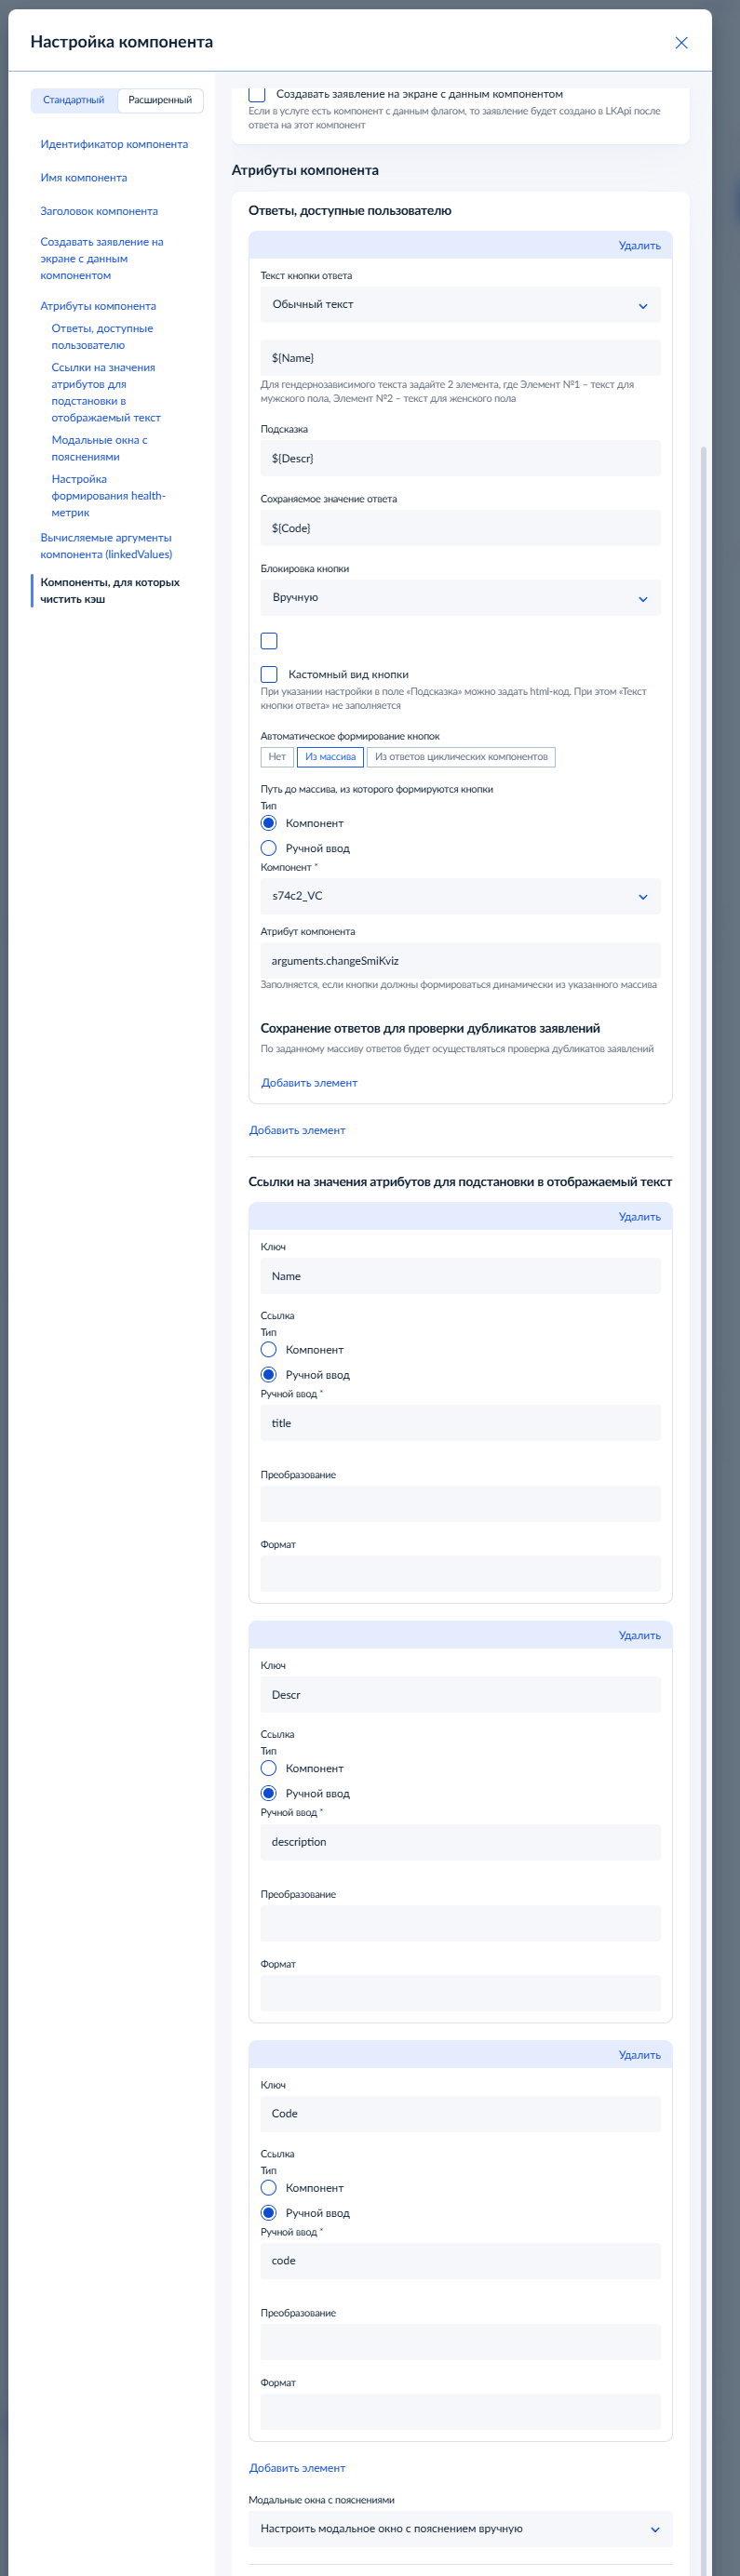 Настройка компонента
Стандартный
Расширенный
Идентификатор компонента
Имя компонента
Заголовок компонента
Создавать заявление на
экране с данным
компонентом
Атрибуты компонента
Ответы, доступные
пользователю
Ссылки на значения
атрибутов для
подстановки в
отображаемый текст
Модальные окна с
пояснениями
Настройка
формирования health-
метрик
Вычисляемые аргументы
компонента (linkedValues)
Компоненты, для которых
чистить кэш
Создавать заявление на экране с данным компонентом
Если в услуге есть компонент с данным флагом, то заявление будет создано в LKApi после
ответа на этот компонент
Атрибуты компонента
Ответы, доступные пользователю
Удалить
Текст кнопки ответа
Обычный текст
${Name}
Для гендернозависимого текста задайте 2 элемента, где Элемент №1 – текст для
мужского пола, Элемент №2 – текст для женского пола
Подсказка
${Descr}
Сохраняемое значение ответа
${Code}
Блокировка кнопки
Вручную
Кастомный вид кнопки
При указании настройки в поле «Подсказка» можно задать html-код. При этом «Текст
кнопки ответа» не заполняется
Автоматическое формирование кнопок
Нет
Из массива
Из ответов циклических компонентов
Путь до массива, из которого формируются кнопки
Тип
Компонент
Ручной ввод
Компонент *
s74c2_VC
Атрибут компонента
arguments.changeSmiKviz
Заполняется, если кнопки должны формироваться динамически из указанного массива
Сохранение ответов для проверки дубликатов заявлений
По заданному массиву ответов будет осуществляться проверка дубликатов заявлений
Добавить элемент
Добавить элемент
Ссылки на значения атрибутов для подстановки в отображаемый текст
Удалить
Ключ
Name
Ссылка
Тип
Компонент
Ручной ввод
Ручной ввод *
title
Преобразование
Формат
Удалить
Ключ
Descr
Ссылка
Тип
Компонент
Ручной ввод
Ручной ввод *
description
Преобразование
Формат
Удалить
Ключ
Code
Ссылка
Тип
Компонент
Ручной ввод
Ручной ввод *
code
Преобразование
Формат
Добавить элемент
Модальные окна с пояснениями
Настроить модальное окно с пояснением вручную